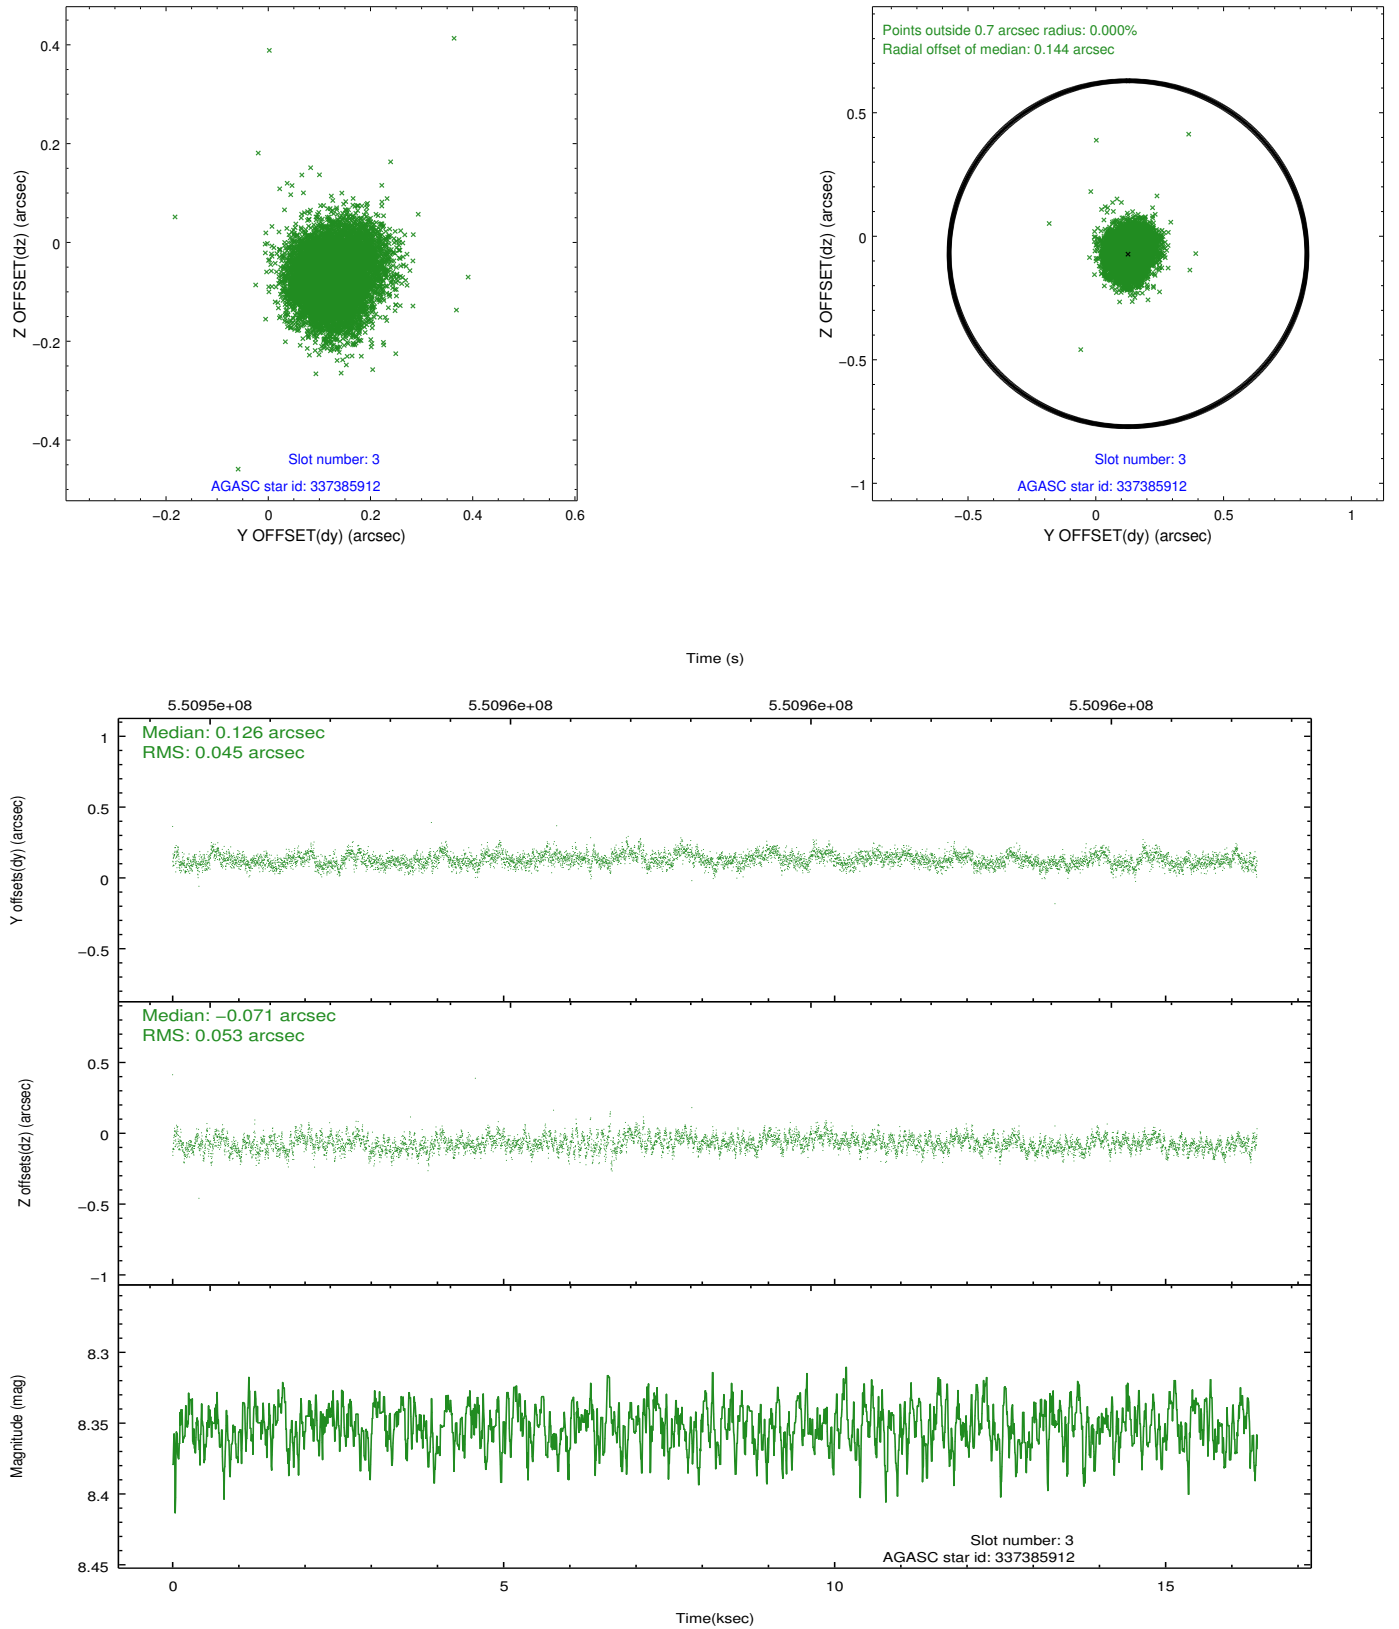 0.4
0.2
0
−0.2
−0.4
Z OFFSET(dz) (arcsec)
Slot number: 3
AGASC star id: 337385912
−0.2 0 0.2 0.4 0.6
Y OFFSET(dy) (arcsec)
Points outside 0.7 arcsec radius: 0.000%
Radial offset of median: 0.144 arcsec
0.5
0
−0.5
−1
Z OFFSET(dz) (arcsec)
Slot number: 3
AGASC star id: 337385912
−0.5 0 0.5 1
Y OFFSET(dy) (arcsec)
Time (s)
5.5095e+08 5.5096e+08 5.5096e+08 5.5096e+08
Median: 0.126 arcsec
RMS: 0.045 arcsec
1
0.5
0
−0.5
Y offsets(dy) (arcsec)
Median: −0.071 arcsec
RMS: 0.053 arcsec
0.5
0
−0.5
−1
Z offsets(dz) (arcsec)
8.3
8.35
8.4
8.45
Magnitude (mag)
Slot number: 3
AGASC star id: 337385912
0 5 10 15
Time(ksec)